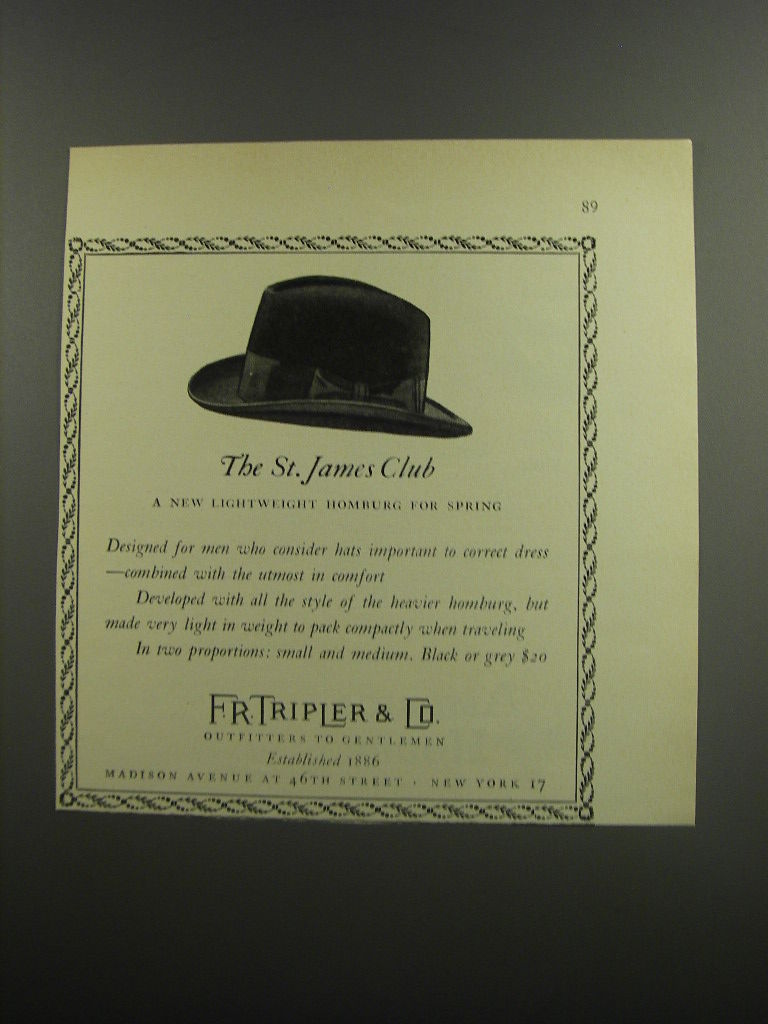 89
The St. James Club
A NEW LIGHTWEIGHT HOMBURG FOR SPRING
Designed for men who consider hats important to correct dress
—combined with the utmost in comfort
Developed with all the style of the heavier homburg, but
made very light in weight to pack compactly when traveling
In two proportions: small and medium. Black or grey $20
F.R. TRIPLER & CO.
OUTFITTERS TO GENTLEMEN
Established 1886
MADISON AVENUE AT 46TH STREET · NEW YORK 17